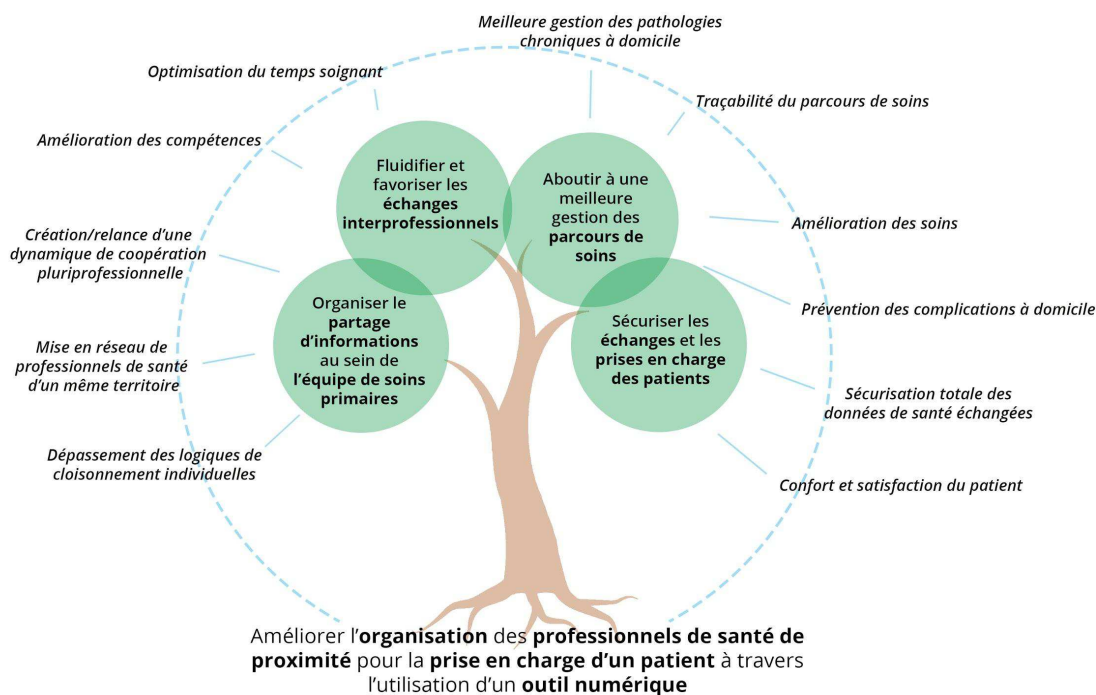 Meilleure gestion des pathologies
chroniques à domicile
Optimisation du temps soignant
Traçabilité du parcours de soins
Amélioration des compétences
Fluidifier et
favoriser les
échanges
interprofessionnels
Aboutir à une
meilleure
gestion des
parcours de
soins
Amélioration des soins
Création/relance d’une
dynamique de coopération
pluriprofessionnelle
Organiser le
partage
d’informations
au sein de
l’équipe de soins
primaires
Sécuriser les
échanges et les
prises en charge
des patients
Prévention des complications à domicile
Mise en réseau de
professionnels de santé
d’un même territoire
Sécurisation totale des
données de santé échangées
Dépassement des logiques de
cloisonnement individuelles
Confort et satisfaction du patient
Améliorer l’organisation des professionnels de santé de
proximité pour la prise en charge d’un patient à travers
l’utilisation d’un outil numérique